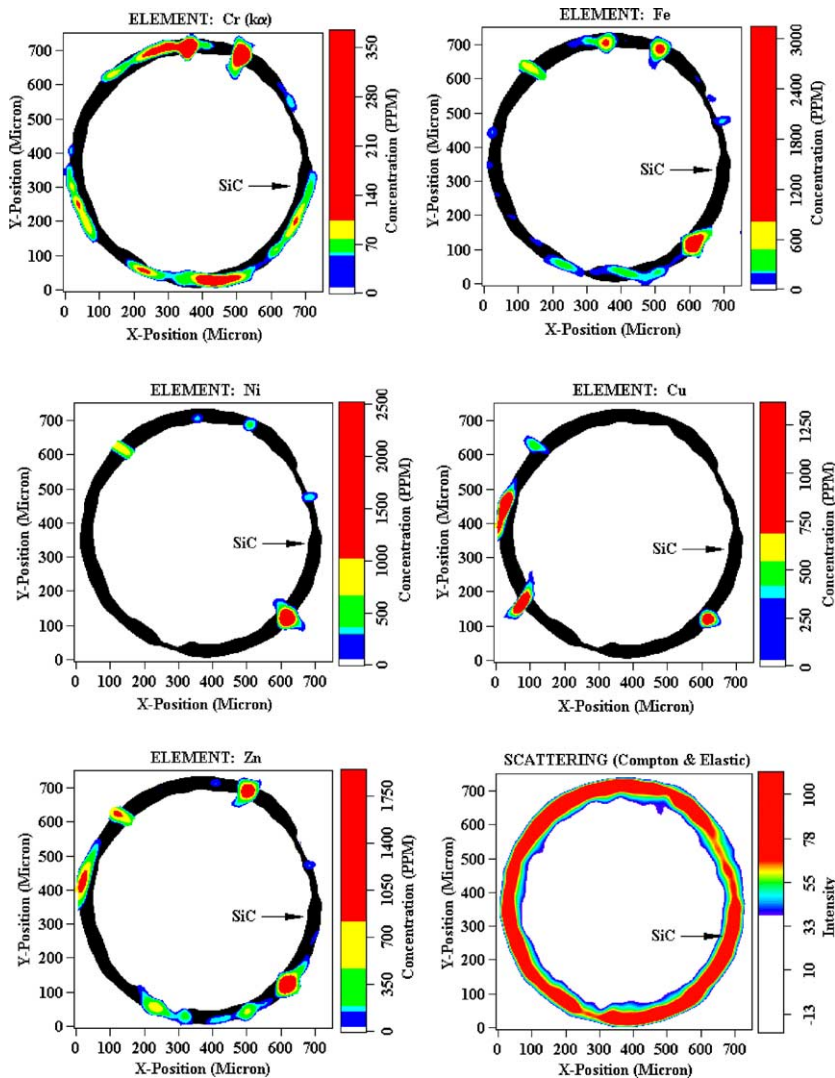 ELEMENT: Cr (kα)
700
600
500
400
300
200
100
0
Y-Position (Micron)
SiC
0 100 200 300 400 500 600 700
X-Position (Micron)
350
280
210
140
70
0
Concentration (PPM)
ELEMENT: Fe
700
600
500
400
300
200
100
0
Y-Position (Micron)
SiC
0 100 200 300 400 500 600 700
X-Position (Micron)
3000
2400
1800
1200
600
0
Concentration (PPM)
ELEMENT: Ni
700
600
500
400
300
200
100
0
Y-Position (Micron)
SiC
0 100 200 300 400 500 600 700
X-Position (Micron)
2500
2000
1500
1000
500
0
Concentration (PPM)
ELEMENT: Cu
700
600
500
400
300
200
100
0
Y-Position (Micron)
SiC
0 100 200 300 400 500 600 700
X-Position (Micron)
1250
1000
750
500
250
0
Concentration (PPM)
ELEMENT: Zn
700
600
500
400
300
200
100
0
Y-Position (Micron)
SiC
0 100 200 300 400 500 600 700
X-Position (Micron)
1750
1400
1050
700
350
0
Concentration (PPM)
SCATTERING (Compton & Elastic)
700
600
500
400
300
200
100
0
Y-Position (Micron)
SiC
0 100 200 300 400 500 600 700
X-Position (Micron)
100
78
55
33
10
-13
Intensity